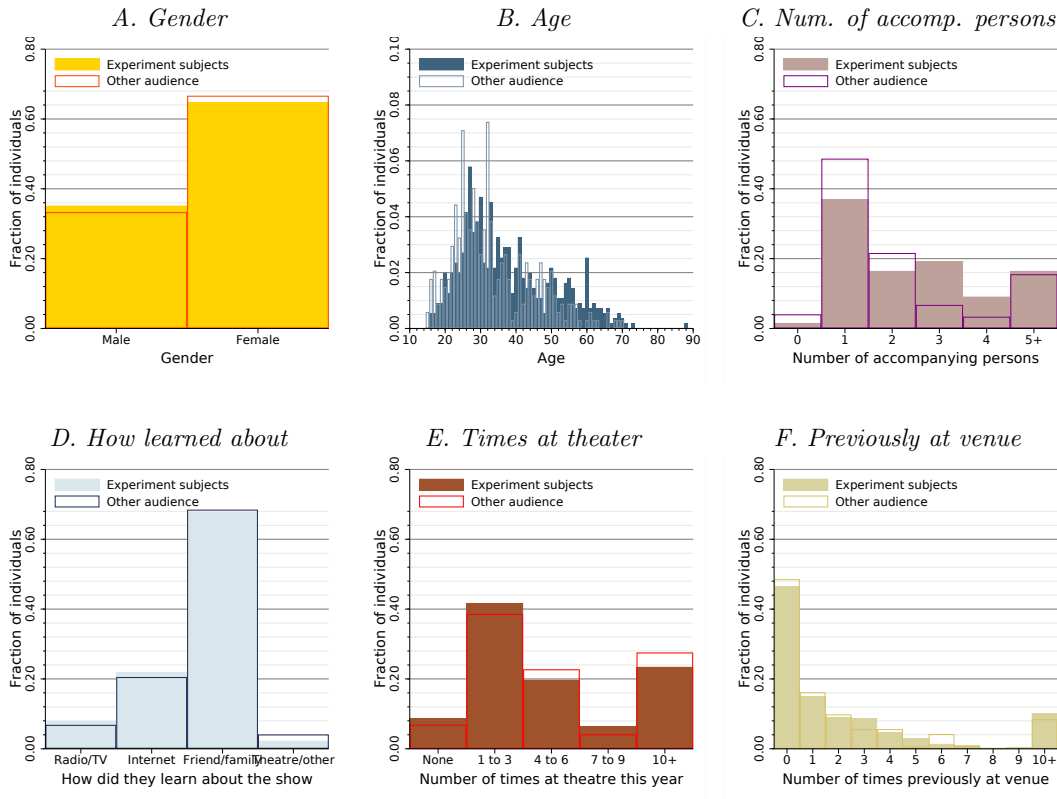 A. Gender
Fraction of individuals
0.00 0.20 0.40 0.60 0.80
Experiment subjects
Other audience
Male Female
Gender
B. Age
Fraction of individuals
0.00 0.02 0.04 0.06 0.08 0.10
Experiment subjects
Other audience
10 20 30 40 50 60 70 80 90
Age
C. Num. of accomp. persons
Fraction of individuals
0.00 0.20 0.40 0.60 0.80
Experiment subjects
Other audience
0 1 2 3 4 5+
Number of accompanying persons
D. How learned about
Fraction of individuals
0.00 0.20 0.40 0.60 0.80
Experiment subjects
Other audience
Radio/TV Internet Friend/family Theatre/other
How did they learn about the show
E. Times at theater
Fraction of individuals
0.00 0.20 0.40 0.60 0.80
Experiment subjects
Other audience
None 1 to 3 4 to 6 7 to 9 10+
Number of times at theatre this year
F. Previously at venue
Fraction of individuals
0.00 0.20 0.40 0.60 0.80
Experiment subjects
Other audience
0 1 2 3 4 5 6 7 8 9 10+
Number of times previously at venue